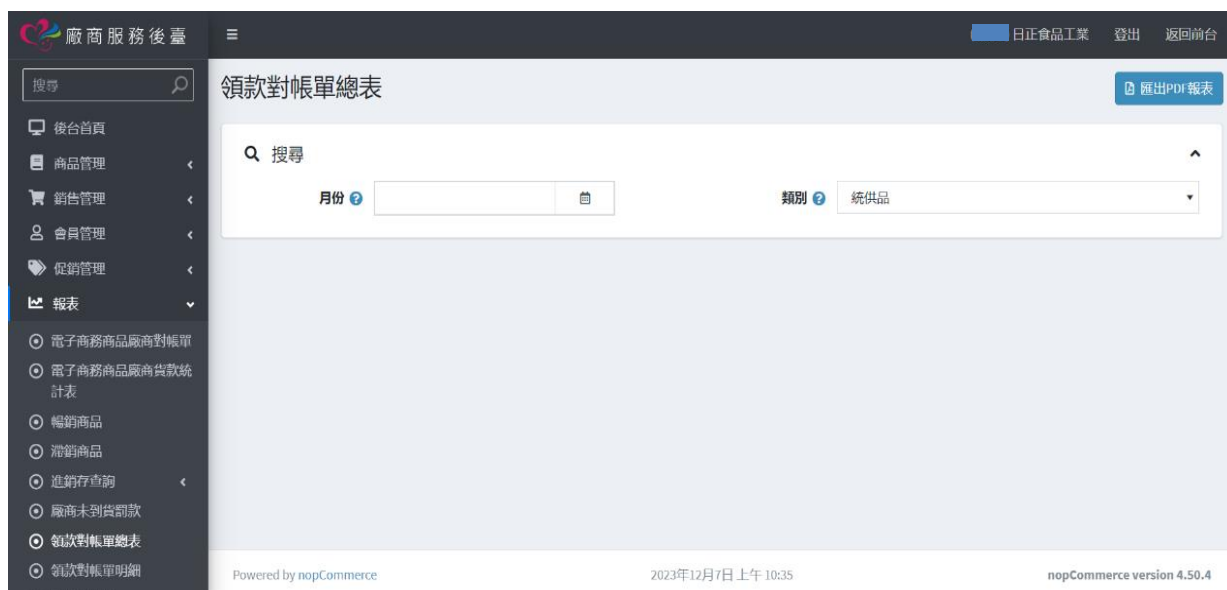 廠商服務後臺
日正食品工業 登出 返回前台
搜尋
領款對帳單總表
匯出PDF報表
後台首頁
商品管理
銷售管理
會員管理
促銷管理
報表
電子商務商品廠商對帳單
電子商務商品廠商貨款統
計表
暢銷商品
滯銷商品
進銷存查詢
廠商未到貨罰款
領款對帳單總表
領款對帳單明細
搜尋
月份
類別 統供品
Powered by nopCommerce
2023年12月7日 上午 10:35
nopCommerce version 4.50.4